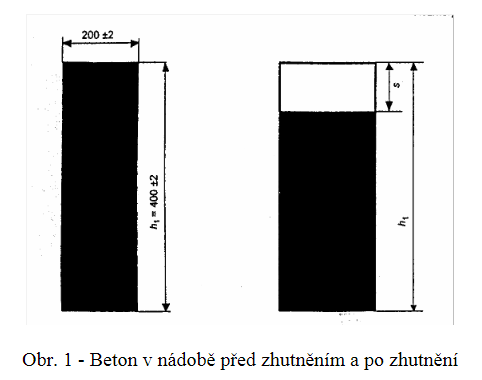 200 ±2
h₁ = 400 ±2
s
h₁
Obr. 1 - Beton v nádobě před zhutněním a po zhutnění